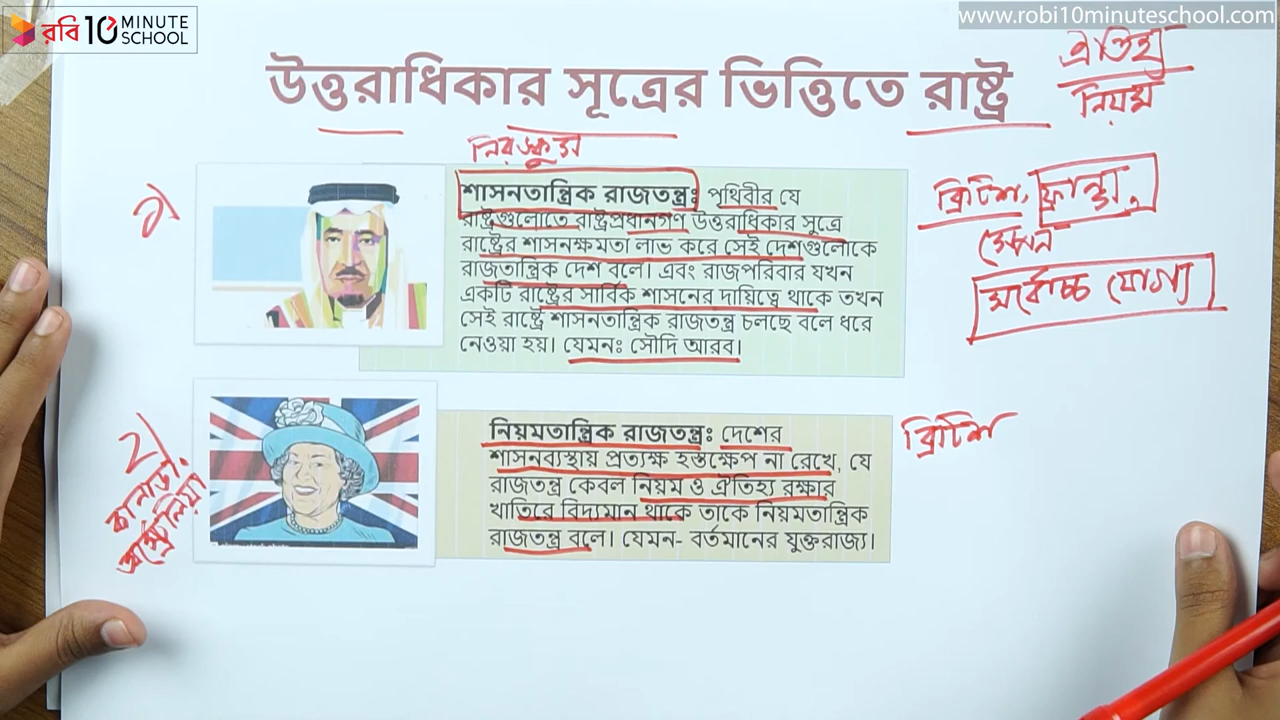 রবি 10 MINUTE SCHOOL
www.robi10minuteschool.com
ঐতিহ্য
নিয়ম
উত্তরাধিকার সূত্রের ভিত্তিতে রাষ্ট্র
নিরঙ্কুশ
১)
শাসনতান্ত্রিক রাজতন্ত্রঃ পৃথিবীর যে
রাষ্ট্রগুলোতে রাষ্ট্রপ্রধানগণ উত্তরাধিকার সূত্রে
রাষ্ট্রের শাসনক্ষমতা লাভ করে সেই দেশগুলোকে
রাজতান্ত্রিক দেশ বলে। এবং রাজপরিবার যখন
একটি রাষ্ট্রের সার্বিক শাসনের দায়িত্বে থাকে তখন
সেই রাষ্ট্রে শাসনতান্ত্রিক রাজতন্ত্র চলছে বলে ধরে
নেওয়া হয়। যেমনঃ সৌদি আরব।
ব্রিটিশ, ফ্রান্স,
স্পেন
সর্বোচ্চ যোগ্য
২)
কানাডা,
অস্ট্রেলিয়া
নিয়মতান্ত্রিক রাজতন্ত্রঃ দেশের
শাসনব্যস্থায় প্রত্যক্ষ হস্তক্ষেপ না রেখে, যে
রাজতন্ত্র কেবল নিয়ম ও ঐতিহ্য রক্ষার
খাতিরে বিদ্যমান থাকে তাকে নিয়মতান্ত্রিক
রাজতন্ত্র বলে। যেমন- বর্তমানের যুক্তরাজ্য।
ব্রিটিশ